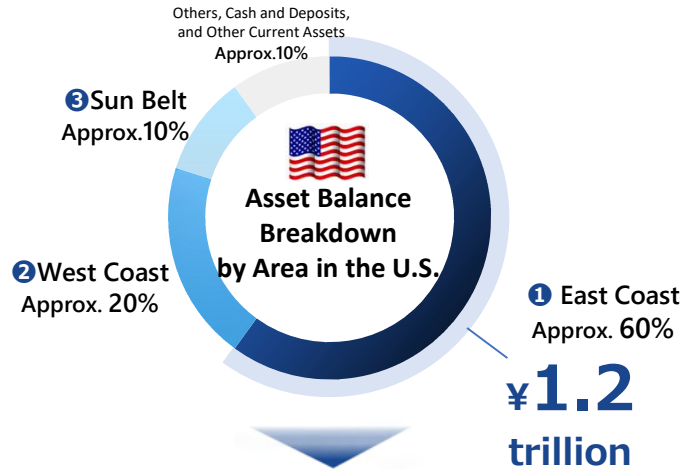 Others, Cash and Deposits,
and Other Current Assets
Approx.10%
❸Sun Belt
Approx.10%
Asset Balance
Breakdown
by Area in the U.S.
❷West Coast
Approx. 20%
❶ East Coast
Approx. 60%
¥1.2
trillion